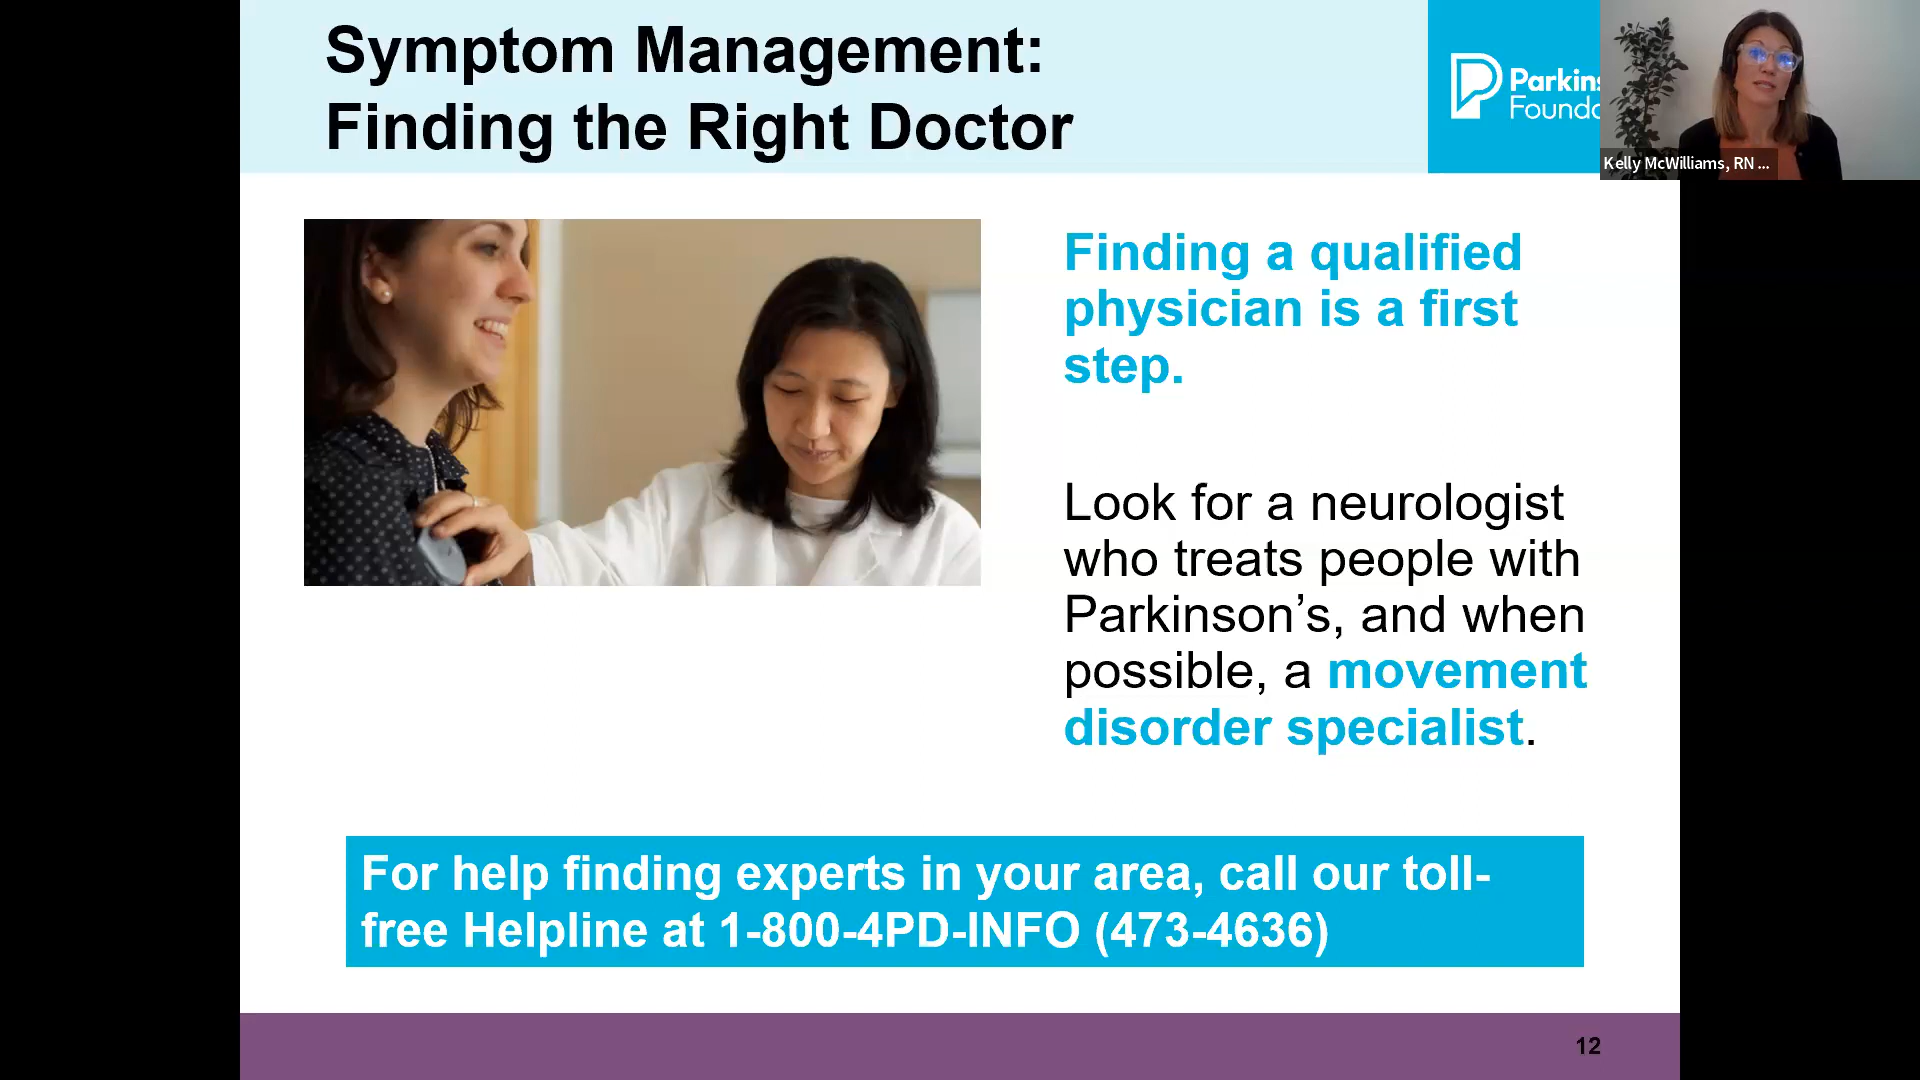 Symptom Management:
Finding the Right Doctor
Parkins
Founda
Kelly McWilliams, RN ...
Finding a qualified
physician is a first
step.
Look for a neurologist
who treats people with
Parkinson’s, and when
possible, a movement
disorder specialist.
For help finding experts in your area, call our toll-
free Helpline at 1-800-4PD-INFO (473-4636)
12